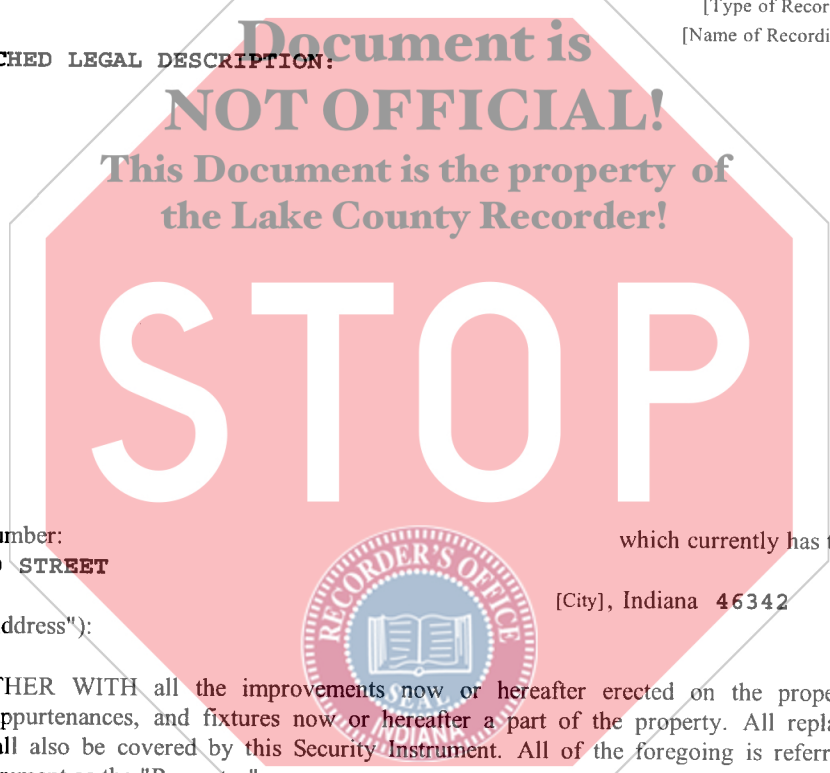 [Type of Recor
[Name of Recordi
CHED LEGAL DESCRIPTION:
Document is
NOT OFFICIAL!
This Document is the property of
the Lake County Recorder!
STOP
umber:
which currently has t
STREET
[City], Indiana 46342
ddress"):
RECORDER'S OFFICE
SEAL
INDIANA
THER WITH all the improvements now or hereafter erected on the prope
ppurtenances, and fixtures now or hereafter a part of the property. All repla
ll also be covered by this Security Instrument. All of the foregoing is referr